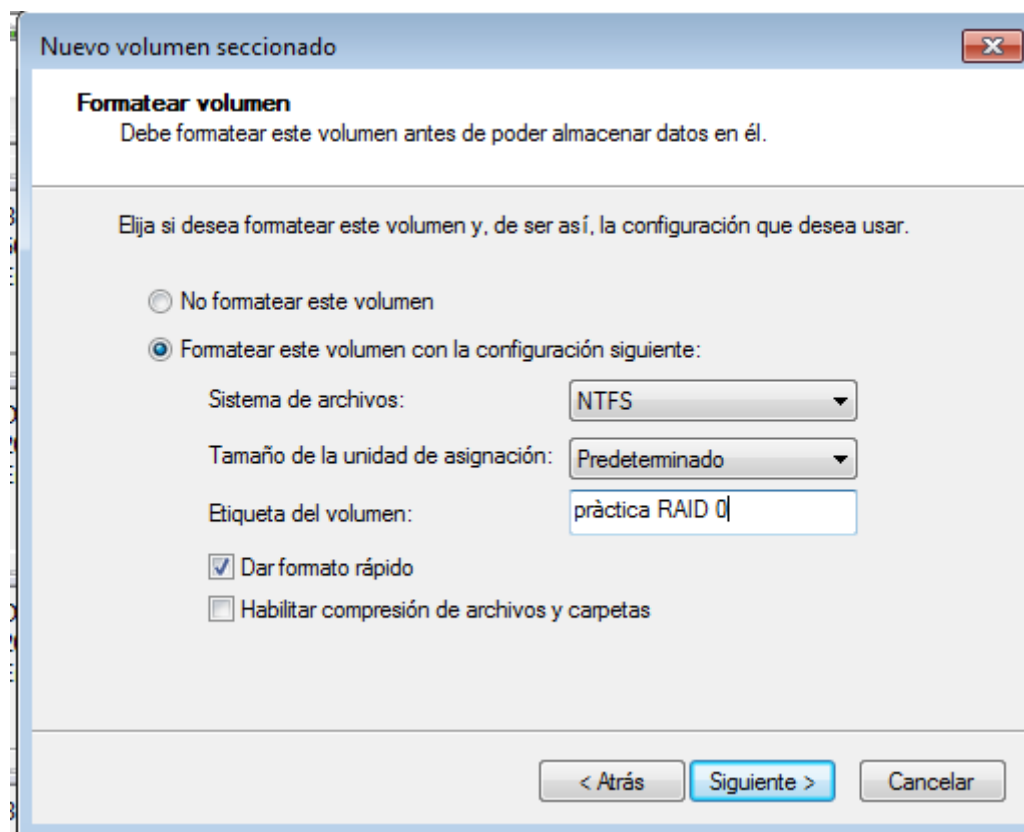 Nuevo volumen seccionado
Formatear volumen
Debe formatear este volumen antes de poder almacenar datos en él.
Elija si desea formatear este volumen y, de ser así, la configuración que desea usar.
No formatear este volumen
Formatear este volumen con la configuración siguiente:
Sistema de archivos: NTFS
Tamaño de la unidad de asignación: Predeterminado
Etiqueta del volumen: pràctica RAID 0
Dar formato rápido
Habilitar compresión de archivos y carpetas
< Atrás Siguiente > Cancelar